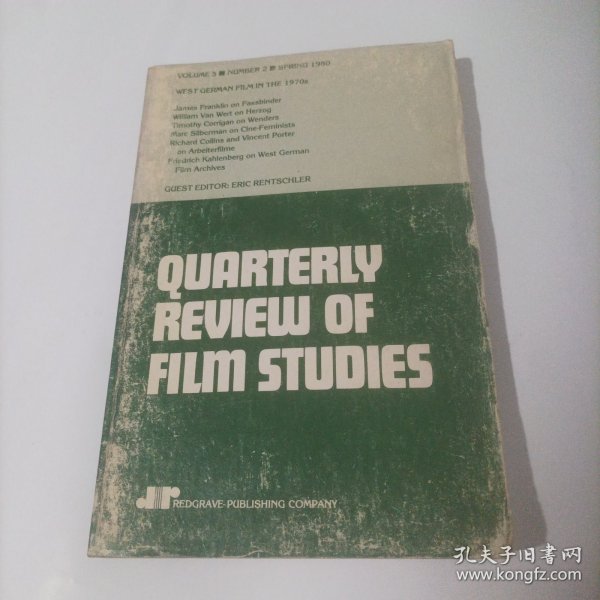 VOLUME 5 ■ NUMBER 2 ■ SPRING 1980
WEST GERMAN FILM IN THE 1970s
James Franklin on Fassbinder
William Van Wert on Herzog
Timothy Corrigan on Wenders
Marc Silberman on Cine-Feminists
Richard Collins and Vincent Porter
on Arbeiterfilme
Friedrich Kahlenberg on West German
Film Archives
GUEST EDITOR: ERIC RENTSCHLER
QUARTERLY
REVIEW OF
FILM STUDIES
REDGRAVE PUBLISHING COMPANY
孔夫子旧书网
www.kongfz.com